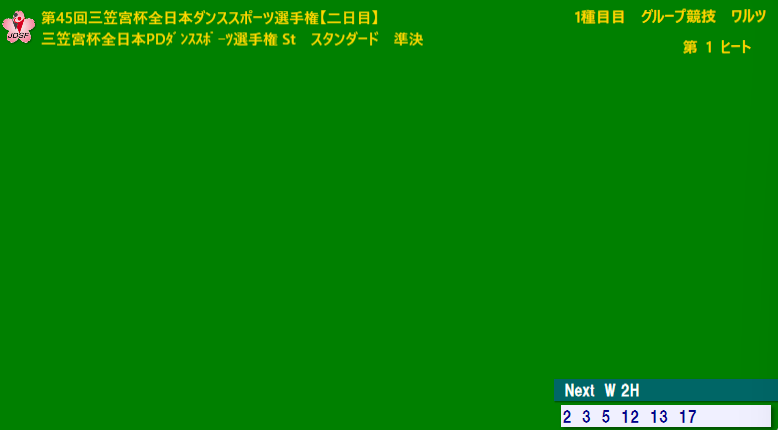 第45回三笠宮杯全日本ダンススポーツ選手権【二日目】
1種目目　グループ競技　ワルツ
三笠宮杯全日本PDﾀﾞﾝｽｽﾎﾟｰﾂ選手権 St　スタンダード　準決
第 1 ヒート
JDSF
Next W 2H
2 3 5 12 13 17